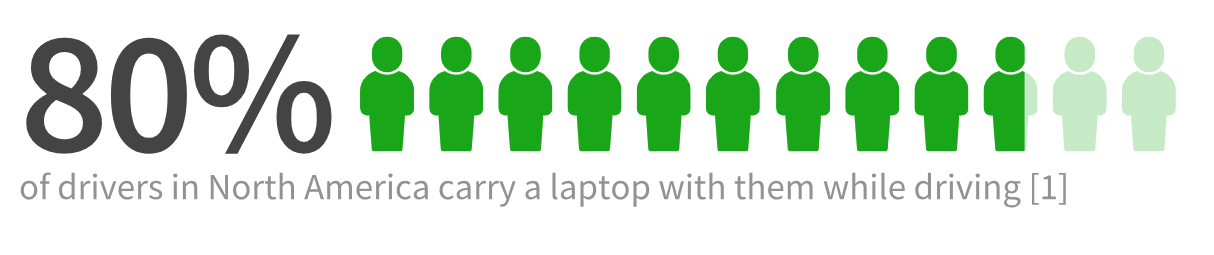 80%
of drivers in North America carry a laptop with them while driving [1]